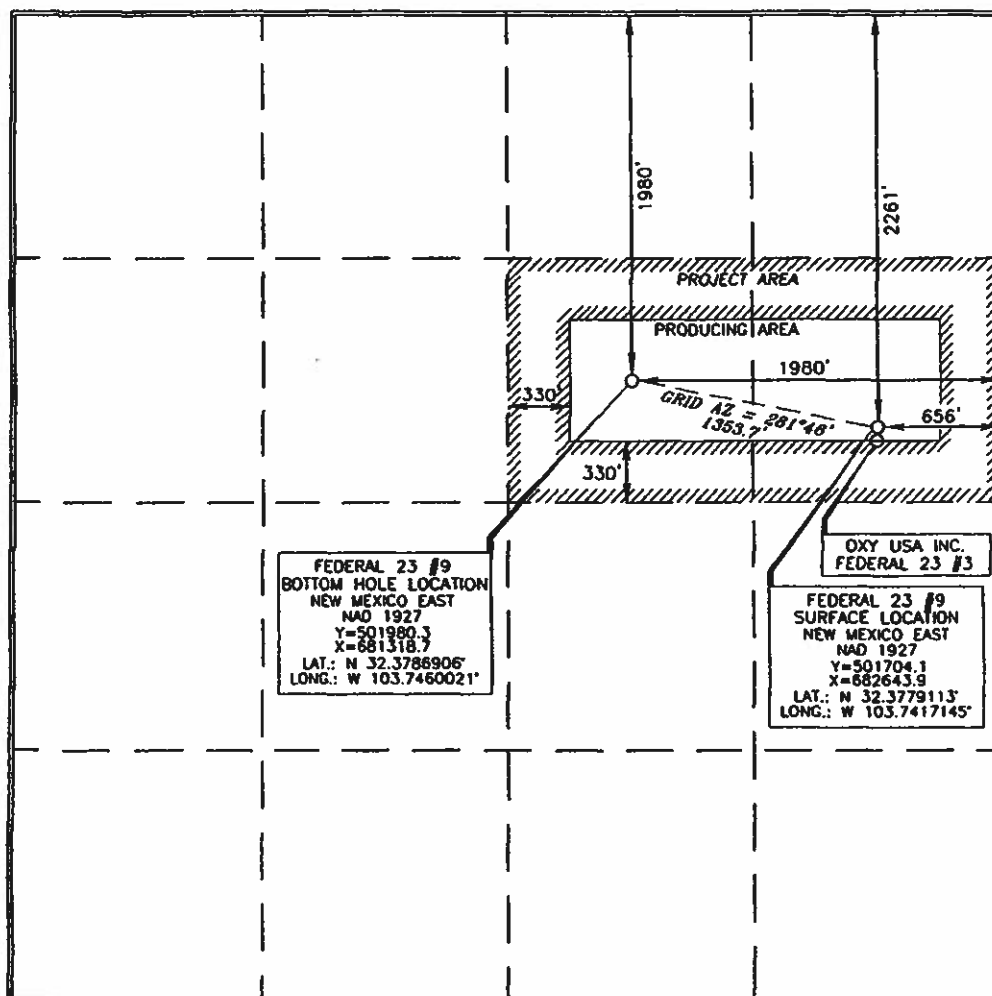 1980'
2261'
PROJECT AREA
PRODUCING AREA
1980'
330'
GRID AZ = 281°46'
1353.7'
656'
330'
OXY USA INC.
FEDERAL 23 #3
FEDERAL 23 #9
BOTTOM HOLE LOCATION
NEW MEXICO EAST
NAD 1927
Y=501980.3
X=681318.7
LAT.: N 32.3786906°
LONG.: W 103.7460021°
FEDERAL 23 #9
SURFACE LOCATION
NEW MEXICO EAST
NAD 1927
Y=501704.1
X=682643.9
LAT.: N 32.3779113°
LONG.: W 103.7417145°